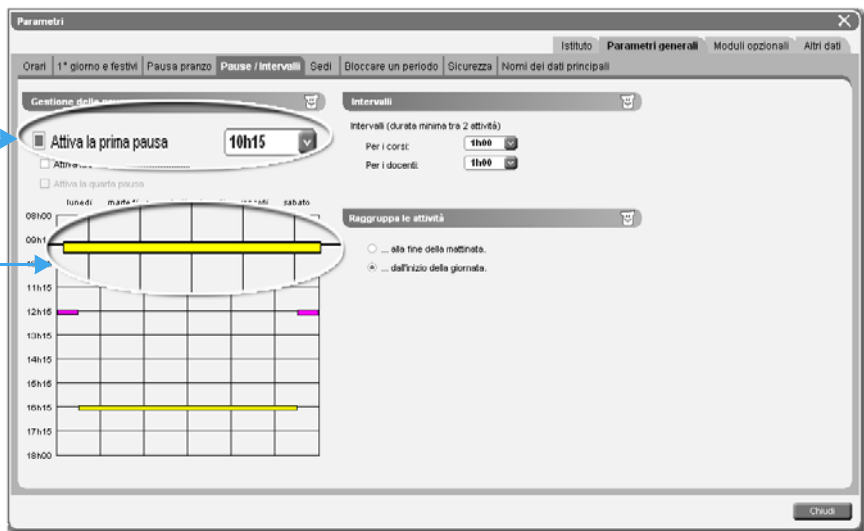 Parametri
Istituto Parametri generali Moduli opzionali Altri dati
Orari 1° giorno e festivi Pausa pranzo Pause / Intervalli Sedi Bloccare un periodo Sicurezza Nomi dei dati principali
Gestione delle
Attiva la prima pausa 10h15
Attiva la quarta pausa
lunedì sabato
08h00
11h15
12h15
13h15
14h15
15h15
16h15
17h15
18h00
Intervalli
Intervalli (durata minima tra 2 attività)
Per i corsi: 1h00
Per i docenti: 1h00
Raggruppa le attività
... alla fine della mattinata.
... dall'inizio della giornata.
Chiudi